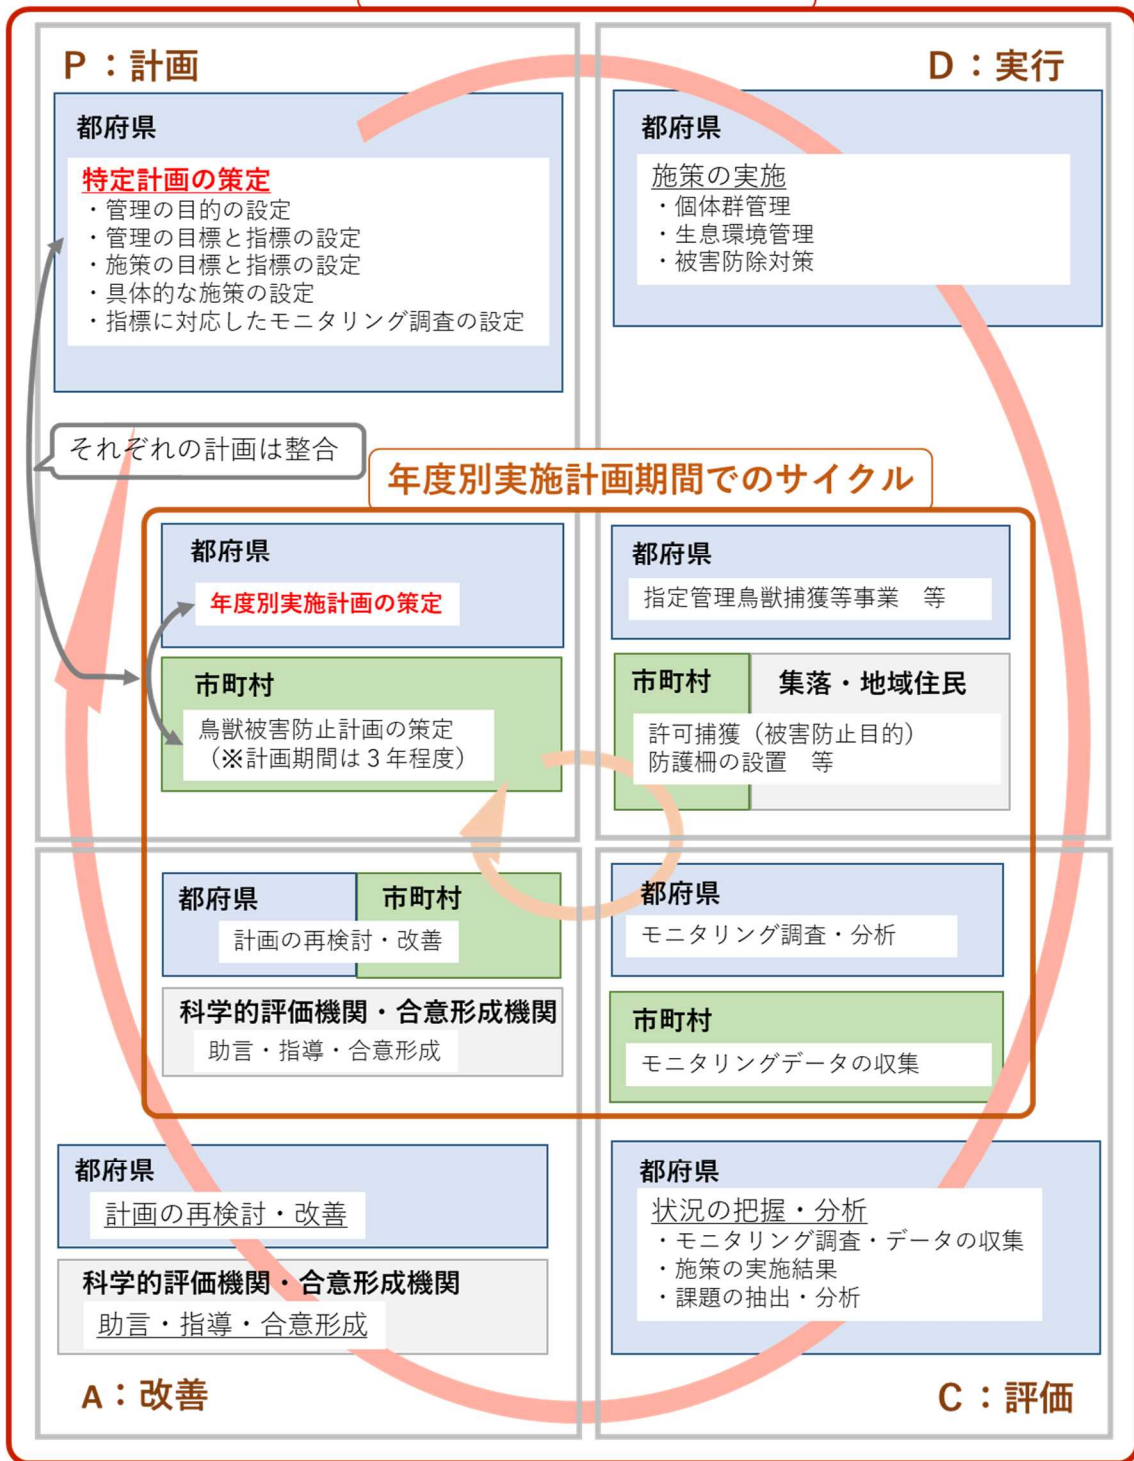 P：計画
都府県
特定計画の策定
・管理の目的の設定
・管理の目標と指標の設定
・施策の目標と指標の設定
・具体的な施策の設定
・指標に対応したモニタリング調査の設定
D：実行
都府県
施策の実施
・個体群管理
・生息環境管理
・被害防除対策
それぞれの計画は整合
年度別実施計画期間でのサイクル
都府県
年度別実施計画の策定
市町村
鳥獣被害防止計画の策定
（※計画期間は３年程度）
都府県
指定管理鳥獣捕獲等事業　等
市町村
集落・地域住民
許可捕獲（被害防止目的）
防護柵の設置　等
都府県
市町村
計画の再検討・改善
科学的評価機関・合意形成機関
助言・指導・合意形成
都府県
モニタリング調査・分析
市町村
モニタリングデータの収集
都府県
計画の再検討・改善
科学的評価機関・合意形成機関
助言・指導・合意形成
A：改善
都府県
状況の把握・分析
・モニタリング調査・データの収集
・施策の実施結果
・課題の抽出・分析
C：評価